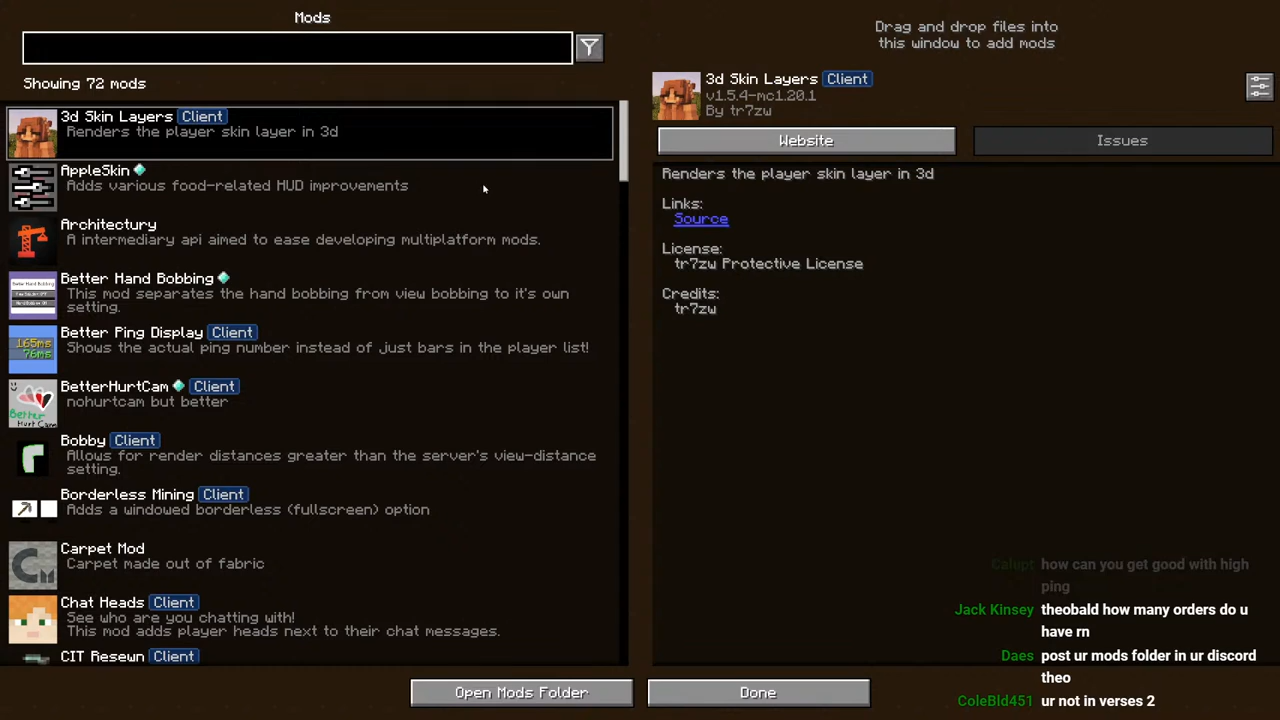 Mods
Showing 72 mods
3d Skin Layers Client
Renders the player skin layer in 3d
AppleSkin
Adds various food-related HUD improvements
Architectury
A intermediary api aimed to ease developing multiplatform mods.
Better Hand Bobbing
This mod separates the hand bobbing from view bobbing to it's own
setting.
Better Ping Display Client
165ms
76ms
Shows the actual ping number instead of just bars in the player list!
BetterHurtCam Client
Better
Hurt Cam
nohurtcam but better
Bobby Client
Allows for render distances greater than the server's view-distance
setting.
Borderless Mining Client
Adds a windowed borderless (fullscreen) option
Carpet Mod
CM
Carpet made out of fabric
Chat Heads Client
See who are you chatting with!
This mod adds player heads next to their chat messages.
CIT Resewn Client
Open Mods Folder
Done
Drag and drop files into
this window to add mods
3d Skin Layers Client
v1.5.4-mc1.20.1
By tr7zw
Website
Issues
Renders the player skin layer in 3d
Links:
Source
License:
tr7zw Protective License
Credits:
tr7zw
Calupt how can you get good with high
ping
Jack Kinsey theobald how many orders do u
have rn
Daes post ur mods folder in ur discord
theo
ColeBld451 ur not in verses 2